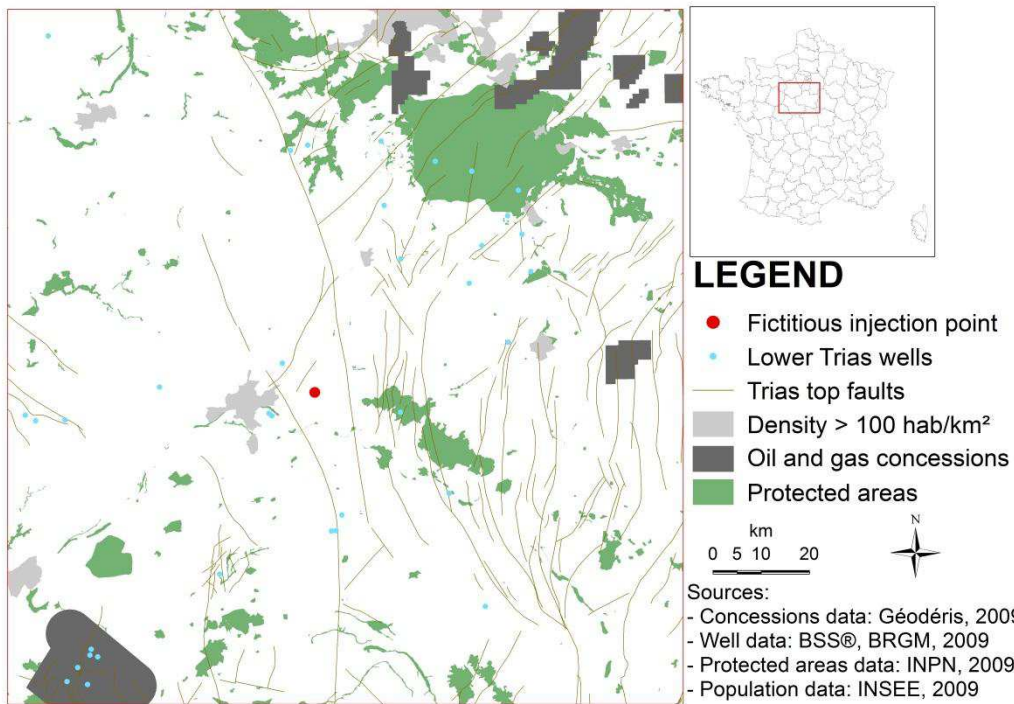 LEGEND
Fictitious injection point
Lower Trias wells
Trias top faults
Density > 100 hab/km²
Oil and gas concessions
Protected areas
km
0 5 10 20
N
Sources:
- Concessions data: Géodéris, 2009
- Well data: BSS®, BRGM, 2009
- Protected areas data: INPN, 2009
- Population data: INSEE, 2009